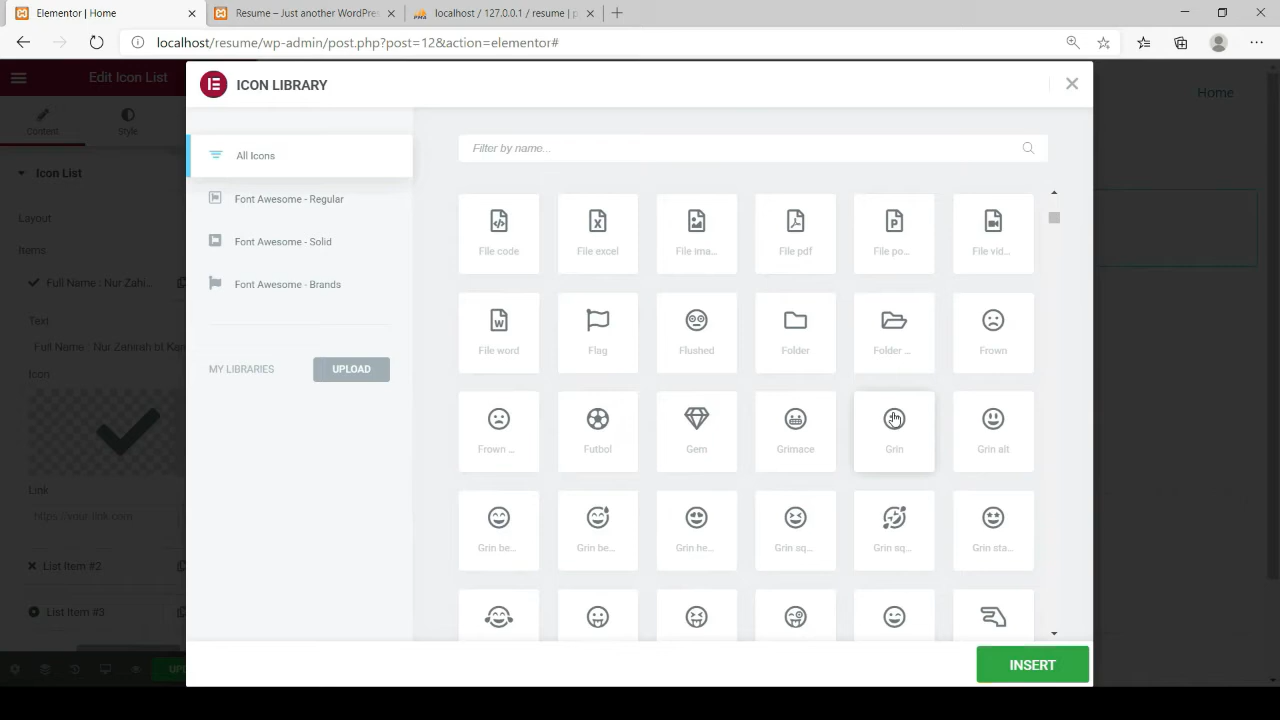 Elementor | Home
Resume – Just another WordPres
localhost / 127.0.0.1 / resume | p
localhost/resume/wp-admin/post.php?post=12&action=elementor#
Edit Icon List
ICON LIBRARY
Home
Content
Style
All Icons
Filter by name...
Icon List
Font Awesome - Regular
Layout
Font Awesome - Solid
Items
File code
File excel
File ima...
File pdf
File po...
File vid...
Full Name : Nur Zahi...
Font Awesome - Brands
Text
Full Name : Nur Zahirah bt Kan
File word
Flag
Flushed
Folder
Folder ...
Frown
Icon
MY LIBRARIES
UPLOAD
Frown ...
Futbol
Gem
Grimace
Grin
Grin alt
Link
https://your-link.com
Grin be...
Grin be...
Grin he...
Grin sq...
Grin sq...
Grin sta...
List Item #2
List Item #3
INSERT